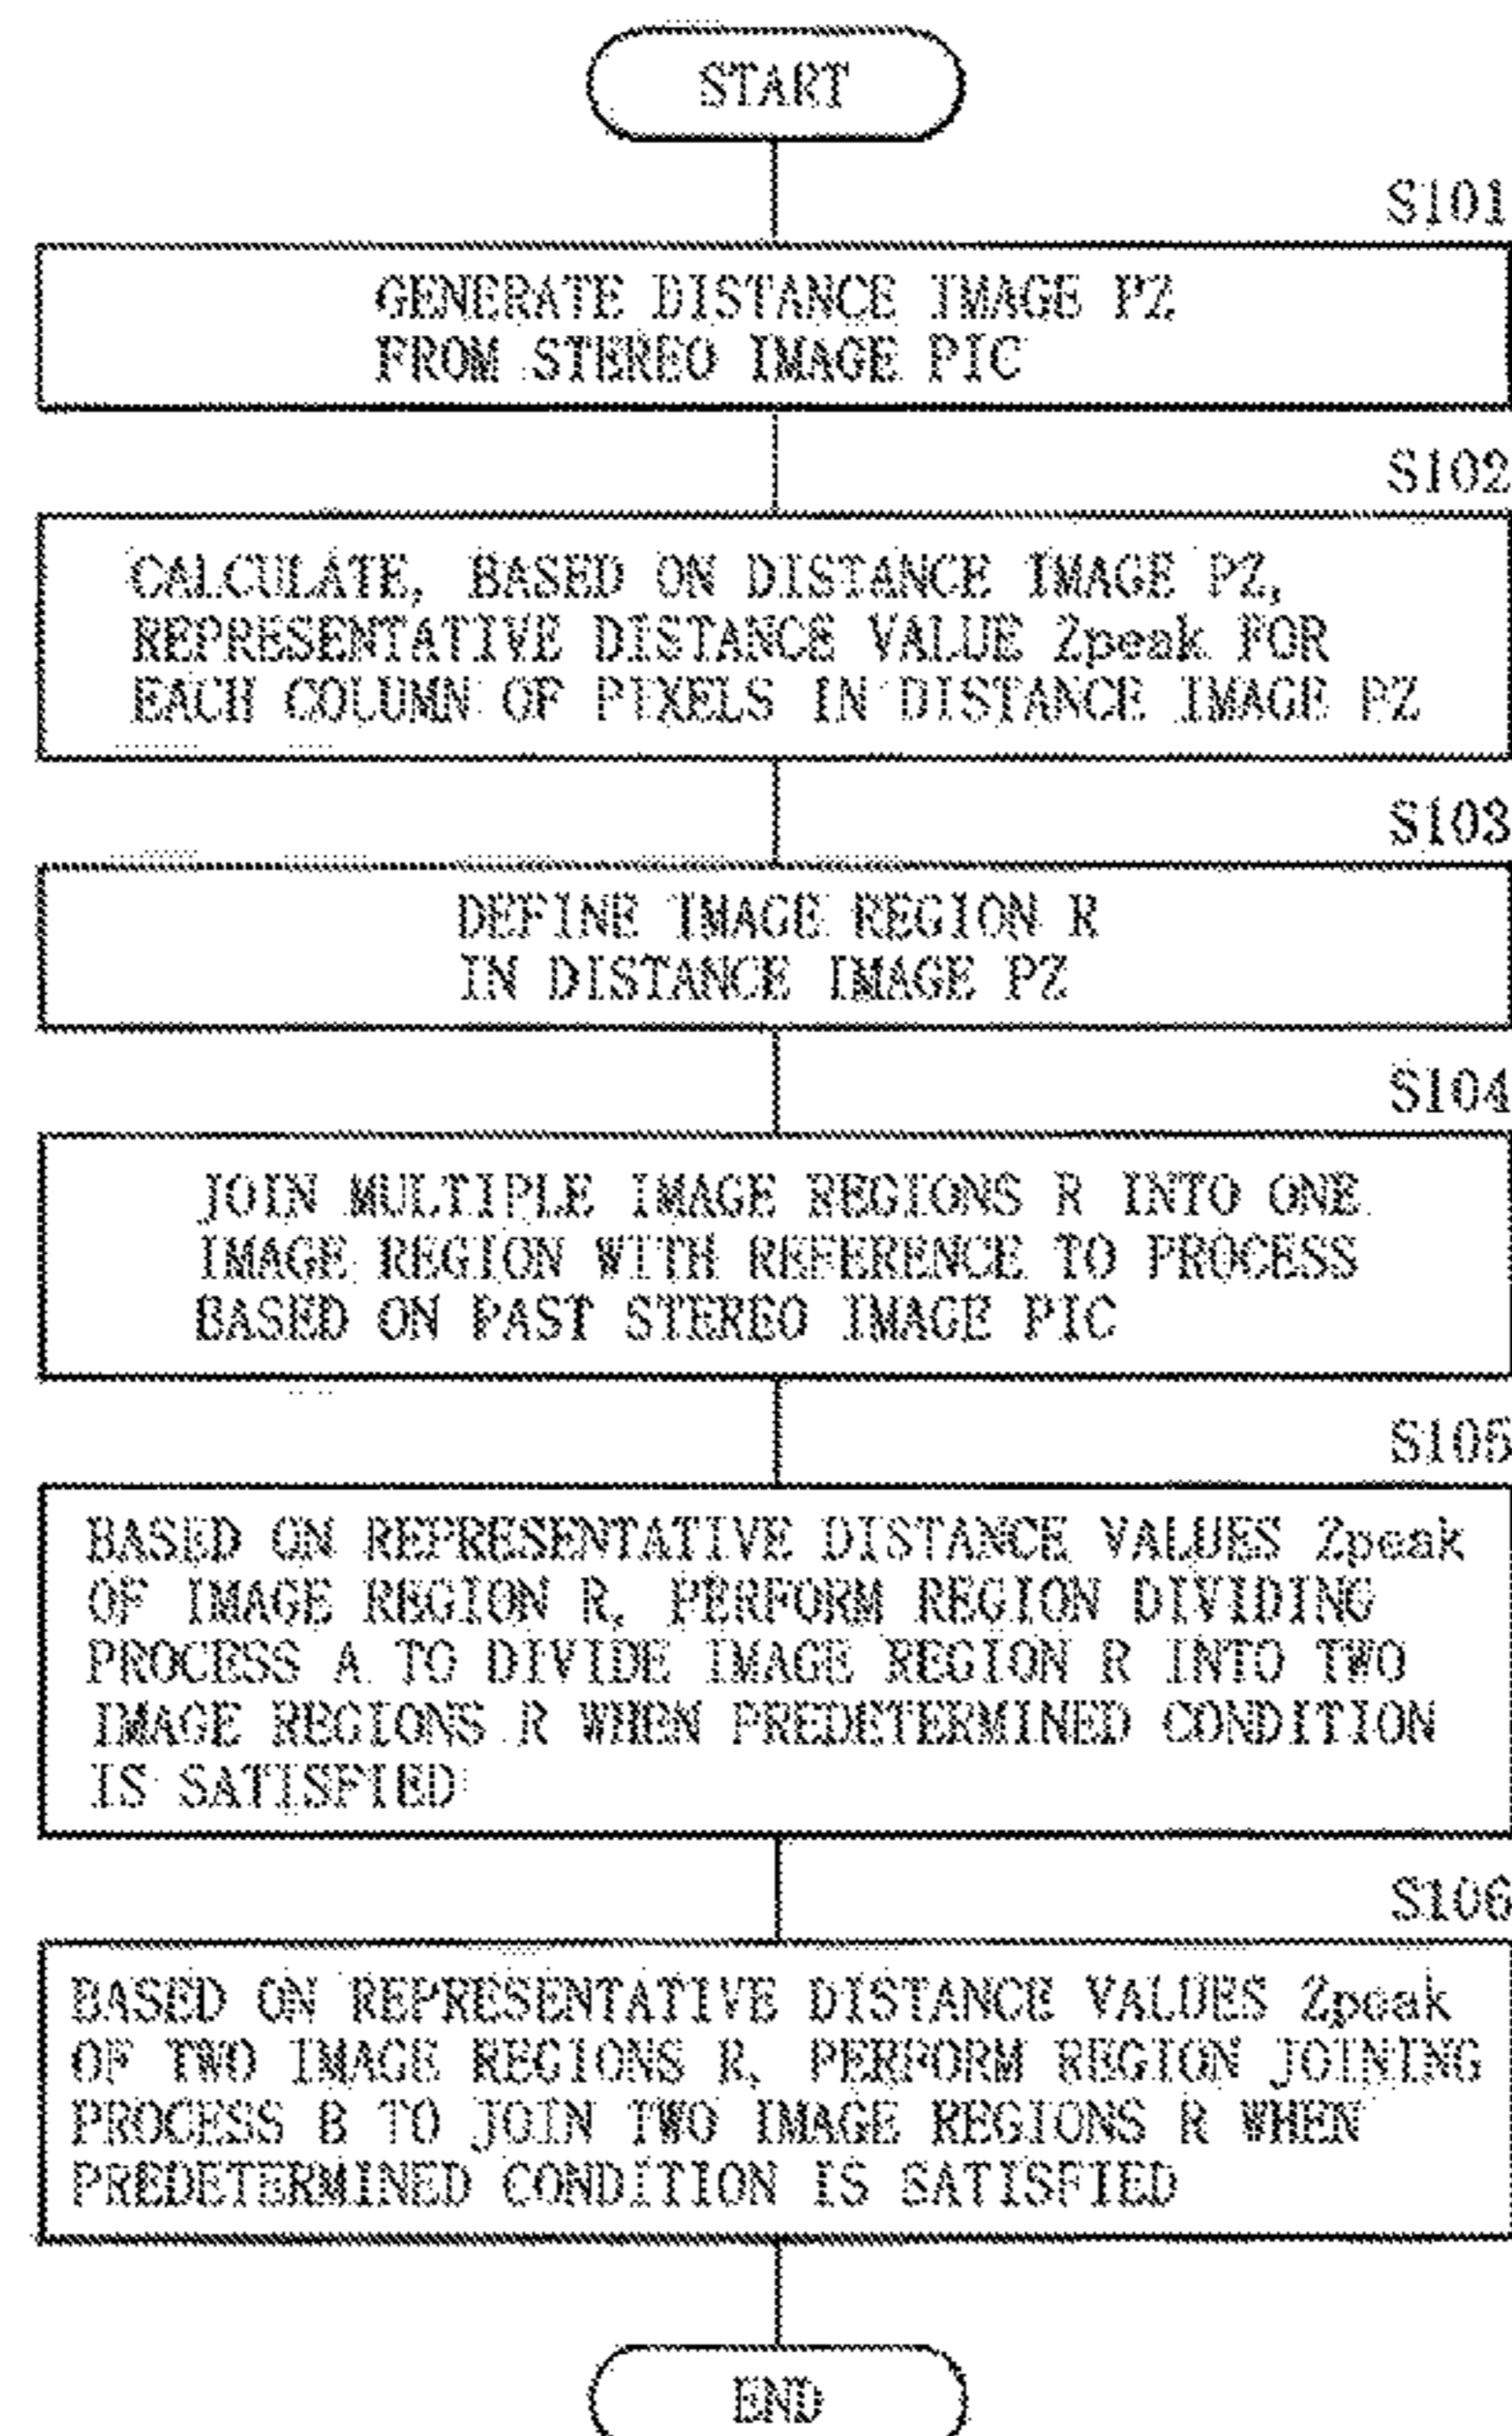 START
S101
GENERATE DISTANCE IMAGE PZ
FROM STEREO IMAGE PIC
S102
CALCULATE, BASED ON DISTANCE IMAGE PZ,
REPRESENTATIVE DISTANCE VALUE Zpeak FOR
EACH COLUMN OF PIXELS IN DISTANCE IMAGE PZ
S103
DEFINE IMAGE REGION R
IN DISTANCE IMAGE PZ
S104
JOIN MULTIPLE IMAGE REGIONS R INTO ONE
IMAGE REGION WITH REFERENCE TO PROCESS
BASED ON PAST STEREO IMAGE PIC
S105
BASED ON REPRESENTATIVE DISTANCE VALUES Zpeak
OF IMAGE REGION R, PERFORM REGION DIVIDING
PROCESS A TO DIVIDE IMAGE REGION R INTO TWO
IMAGE REGIONS R WHEN PREDETERMINED CONDITION
IS SATISFIED
S106
BASED ON REPRESENTATIVE DISTANCE VALUES Zpeak
OF TWO IMAGE REGIONS R, PERFORM REGION JOINING
PROCESS B TO JOIN TWO IMAGE REGIONS R WHEN
PREDETERMINED CONDITION IS SATISFIED
END